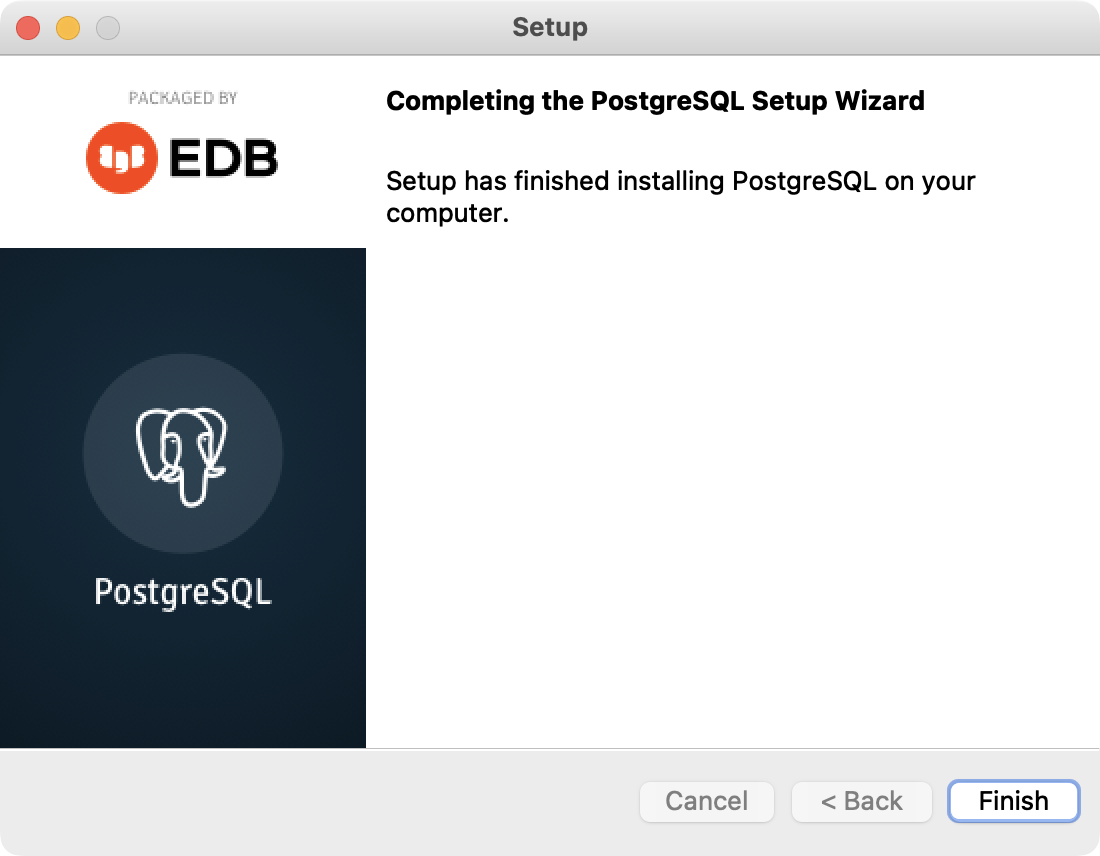 Setup
PACKAGED BY
EDB
PostgreSQL
Completing the PostgreSQL Setup Wizard
Setup has finished installing PostgreSQL on your
computer.
Cancel
< Back
Finish